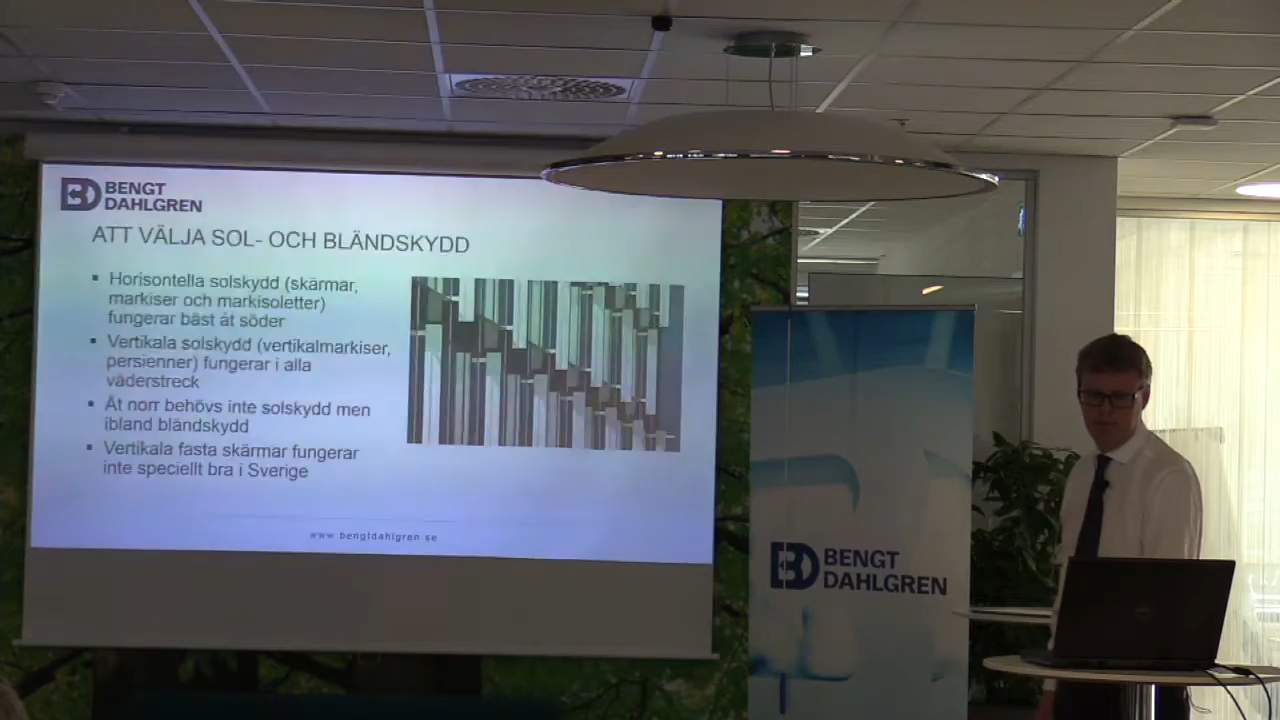 BENGT
DAHLGREN
ATT VÄLJA SOL- OCH BLÄNDSKYDD
▪ Horisontella solskydd (skärmar,
markiser och markisoletter)
fungerar bäst åt söder
▪ Vertikala solskydd (vertikalmarkiser,
persienner) fungerar i alla
väderstreck
▪ Åt norr behövs inte solskydd men
ibland bländskydd
▪ Vertikala fasta skärmar fungerar
inte speciellt bra i Sverige
www.bengtdahlgren.se
BENGT
DAHLGREN